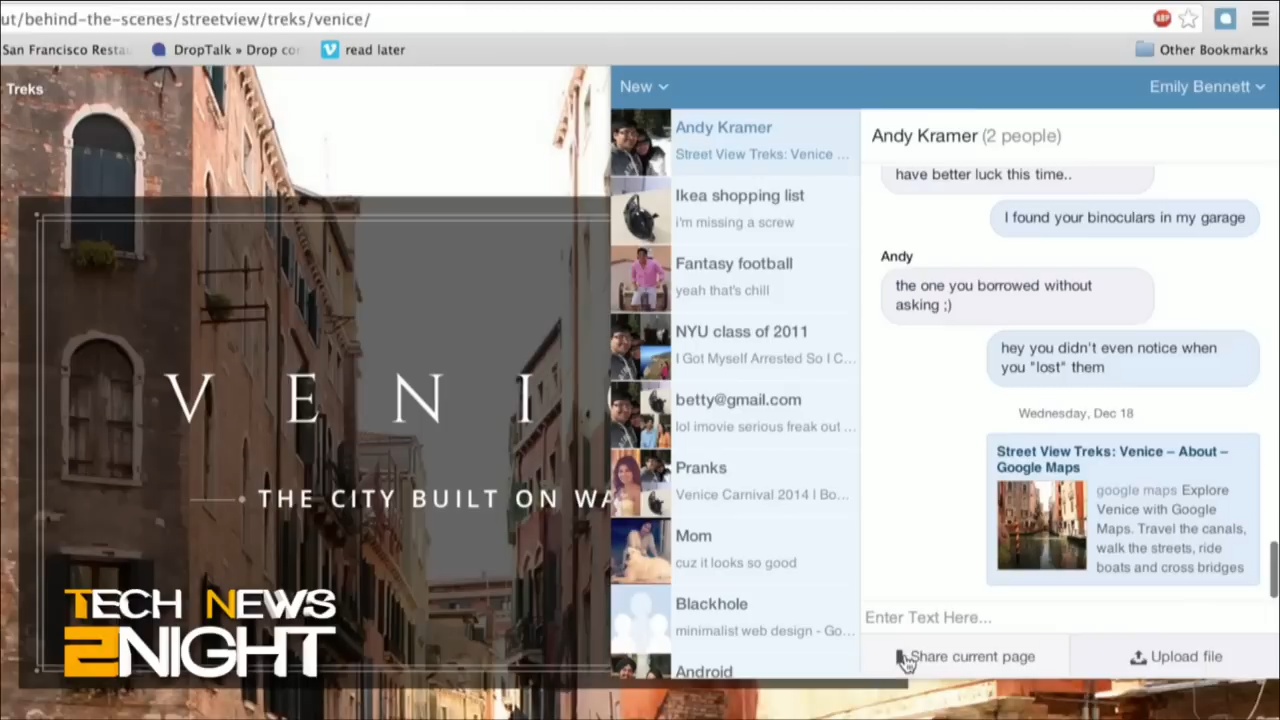 ut/behind-the-scenes/streetview/treks/venice/
ABP
San Francisco Resta
DropTalk » Drop co
read later
Other Bookmarks
Treks
VENI
THE CITY BUILT ON WA
TECH NEWS
2NIGHT
New
Emily Bennett
Andy Kramer
Street View Treks: Venice ...
Ikea shopping list
i'm missing a screw
Fantasy football
yeah that's chill
NYU class of 2011
I Got Myself Arrested So I C...
betty@gmail.com
lol imovie serious freak out ...
Pranks
Venice Carnival 2014 I Bo...
Mom
cuz it looks so good
Blackhole
minimalist web design - Go...
Android
Andy Kramer (2 people)
have better luck this time..
I found your binoculars in my garage
Andy
the one you borrowed without
asking ;)
hey you didn't even notice when
you "lost" them
Wednesday, Dec 18
Street View Treks: Venice – About –
Google Maps
google maps Explore
Venice with Google
Maps. Travel the canals,
walk the streets, ride
boats and cross bridges
Enter Text Here...
Share current page
Upload file